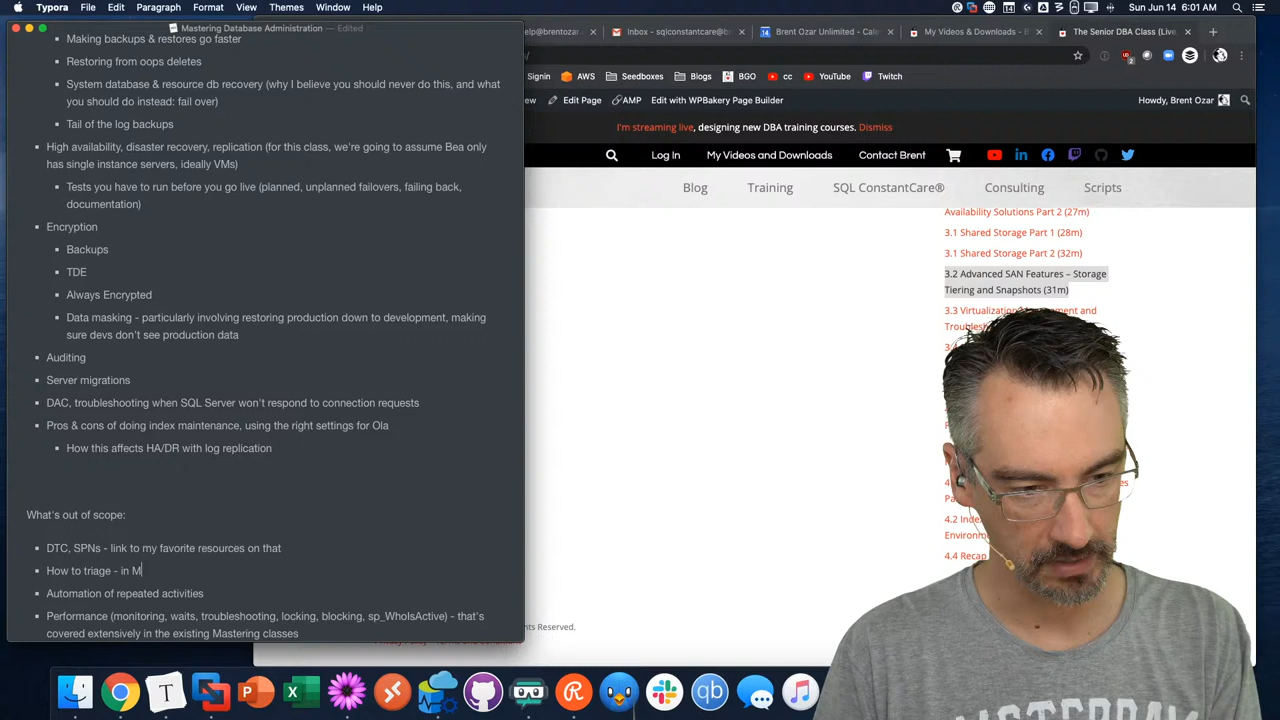 Typora File Edit Paragraph Format View Themes Window Help
Sun Jun 14 6:01 AM
Mastering Database Administration — Edited
Making backups & restores go faster
Restoring from oops deletes
System database & resource db recovery (why I believe you should never do this, and what
you should do instead: fail over)
Tail of the log backups
High availability, disaster recovery, replication (for this class, we're going to assume Bea only
has single instance servers, ideally VMs)
Tests you have to run before you go live (planned, unplanned failovers, failing back,
documentation)
Encryption
Backups
TDE
Always Encrypted
Data masking - particularly involving restoring production down to development, making
sure devs don't see production data
Auditing
Server migrations
DAC, troubleshooting when SQL Server won't respond to connection requests
Pros & cons of doing index maintenance, using the right settings for Ola
How this affects HA/DR with log replication
What's out of scope:
DTC, SPNs - link to my favorite resources on that
How to triage - in M
Automation of repeated activities
Performance (monitoring, waits, troubleshooting, locking, blocking, sp_WhoIsActive) - that's
covered extensively in the existing Mastering classes
help@brentozar Inbox - sqlconstantcare@b Brent Ozar Unlimited - Cale My Videos & Downloads - B The Senior DBA Class (Live,
Signin AWS Seedboxes Blogs BGO cc YouTube Twitch
Edit Page AMP Edit with WPBakery Page Builder Howdy, Brent Ozar
I'm streaming live, designing new DBA training courses. Dismiss
Log In My Videos and Downloads Contact Brent
Blog Training SQL ConstantCare® Consulting Scripts
Availability Solutions Part 2 (27m)
3.1 Shared Storage Part 1 (28m)
3.1 Shared Storage Part 2 (32m)
3.2 Advanced SAN Features – Storage
Tiering and Snapshots (31m)
3.3 Virtualization and
4.2
4.4 Recap
s Reserved.